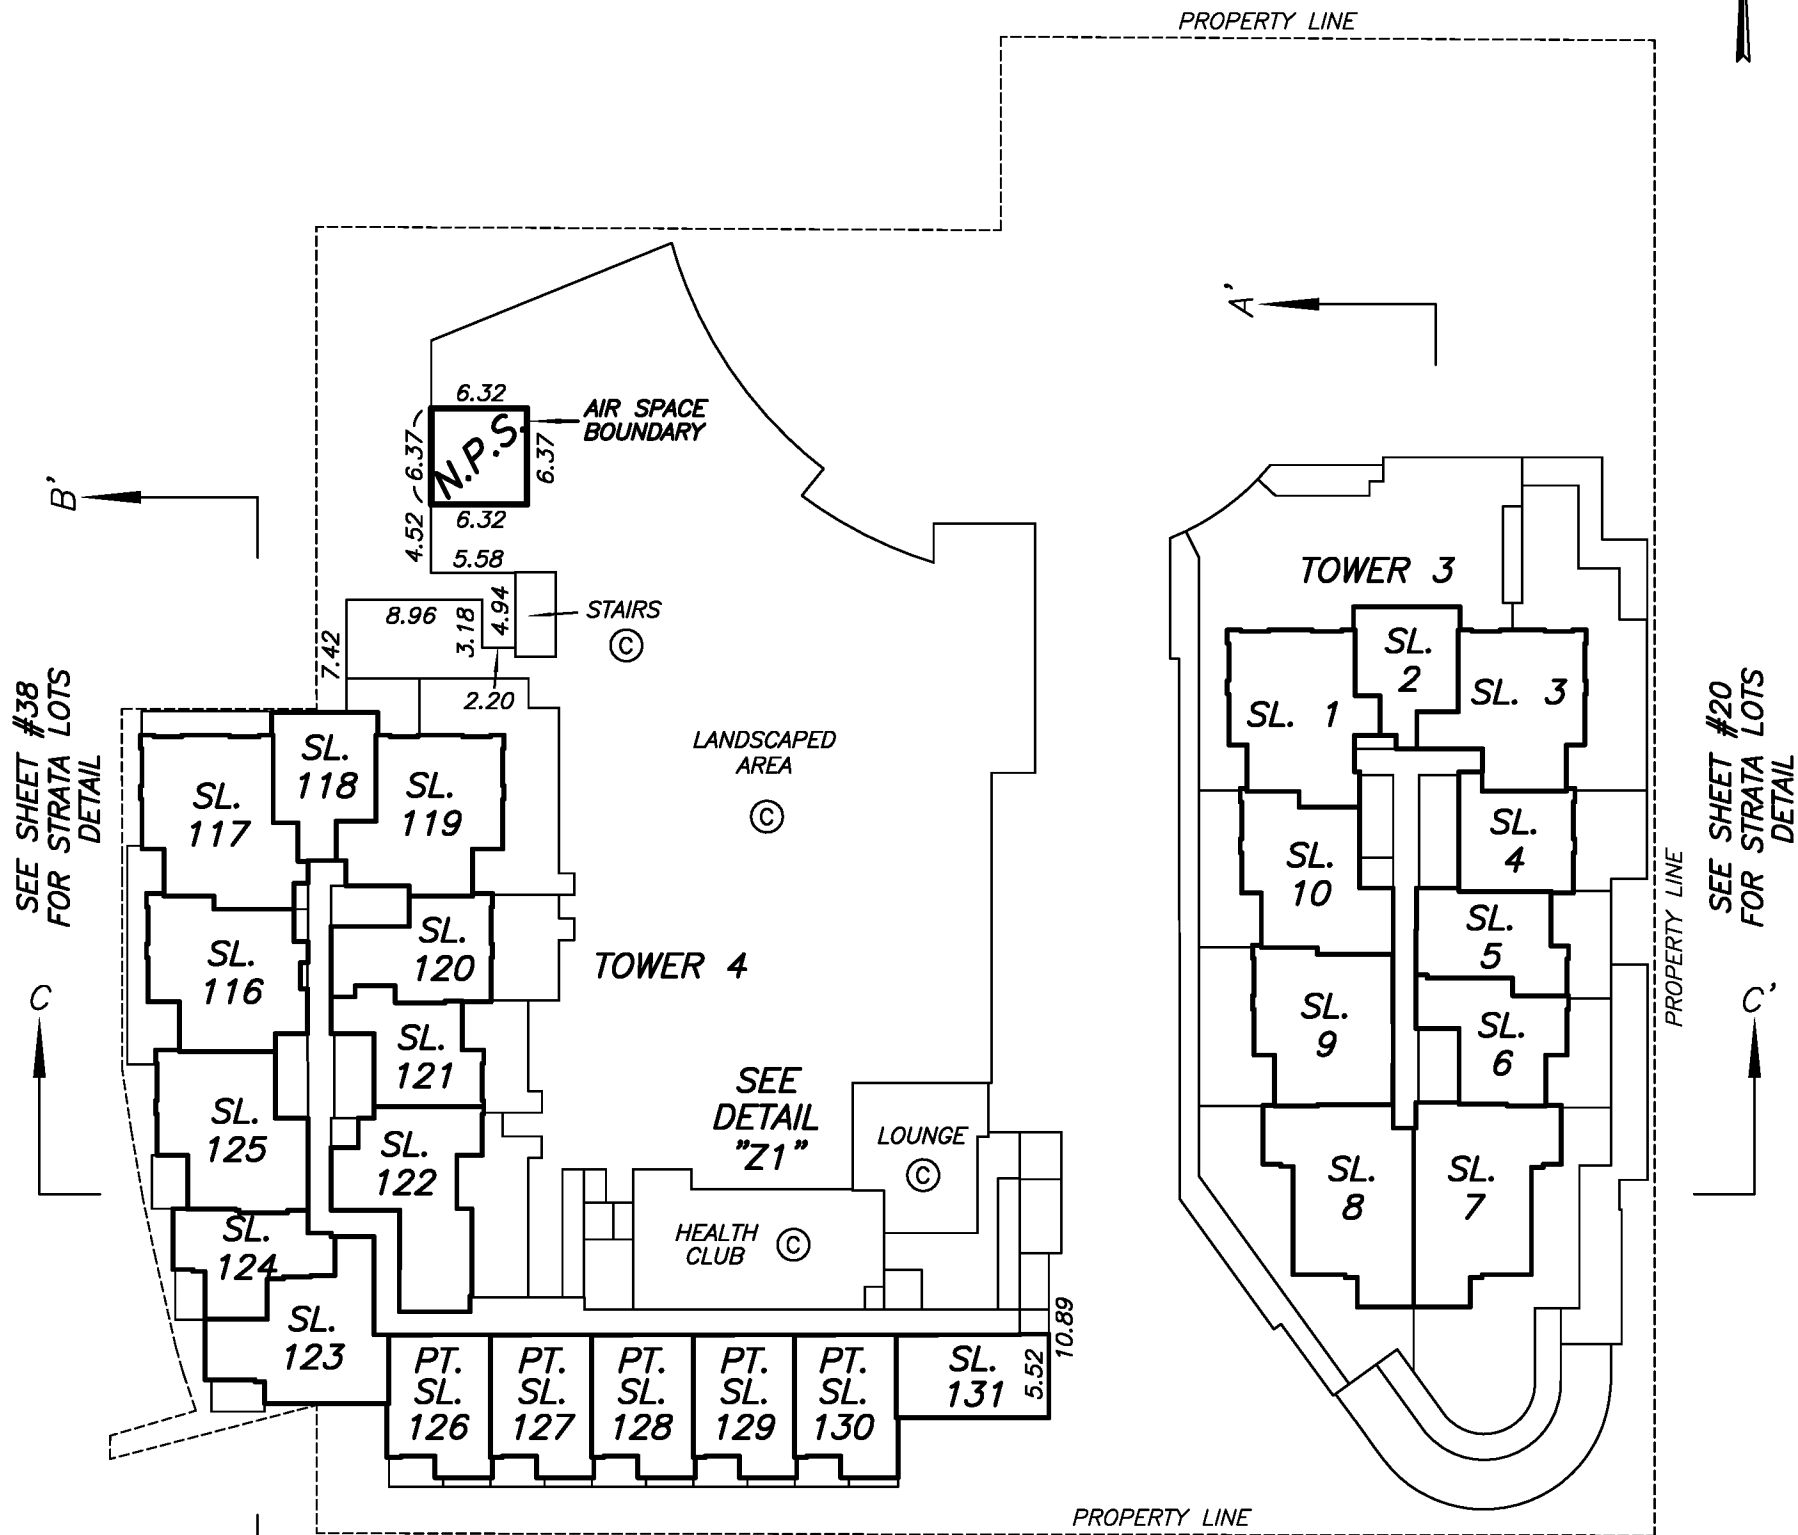 PROPERTY LINE
A'
6.32
AIR SPACE
BOUNDARY
6.37
N.P.S.
6.37
B'
6.32
4.52
5.58
TOWER 3
8.96
3.18
4.94
STAIRS
C
7.42
2.20
SEE SHEET #38
FOR STRATA LOTS
DETAIL
SL.
118
SL.
117
SL.
119
LANDSCAPED
AREA
C
SL.
2
SL. 1
SL. 3
SEE SHEET #20
FOR STRATA LOTS
DETAIL
SL.
4
SL.
10
PROPERTY LINE
SL.
116
SL.
120
TOWER 4
SL.
5
C
C'
SL.
121
SL.
9
SL.
6
SEE
DETAIL
"Z1"
SL.
125
SL.
122
LOUNGE
C
SL.
8
SL.
7
SL.
124
HEALTH
CLUB
C
SL.
123
PT.
SL.
126
PT.
SL.
127
PT.
SL.
128
PT.
SL.
129
PT.
SL.
130
SL.
131
5.52
10.89
PROPERTY LINE